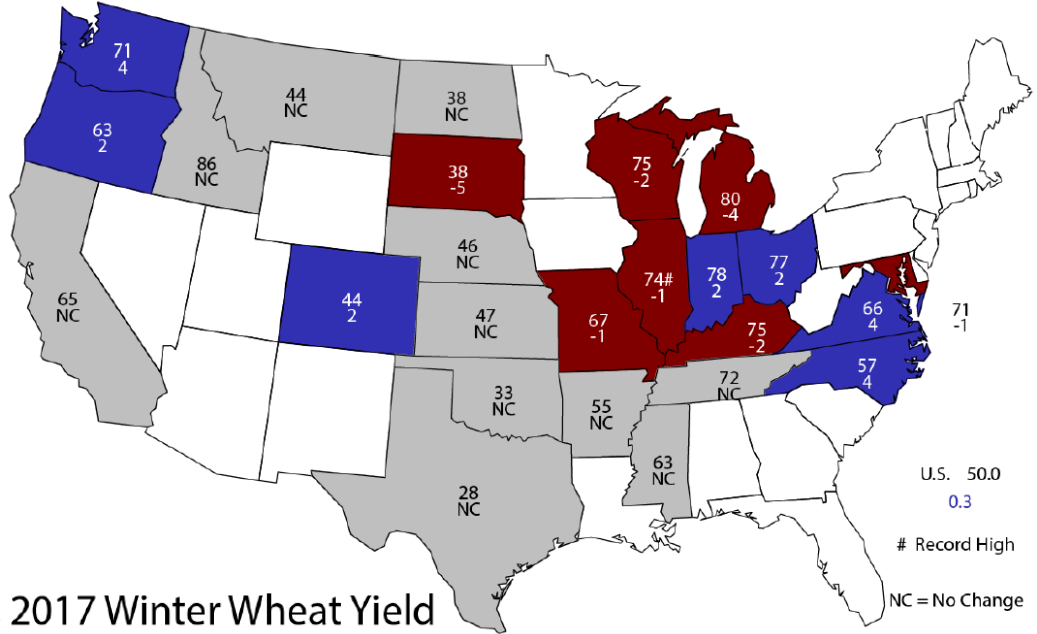 71
4
63
2
44
NC
38
NC
86
NC
38
-5
75
-2
80
-4
46
NC
65
NC
44
2
47
NC
74#
-1
78
2
77
2
67
-1
75
-2
66
4
71
-1
57
4
72
NC
33
NC
55
NC
63
NC
28
NC
U.S. 50.0
0.3
# Record High
NC = No Change
2017 Winter Wheat Yield